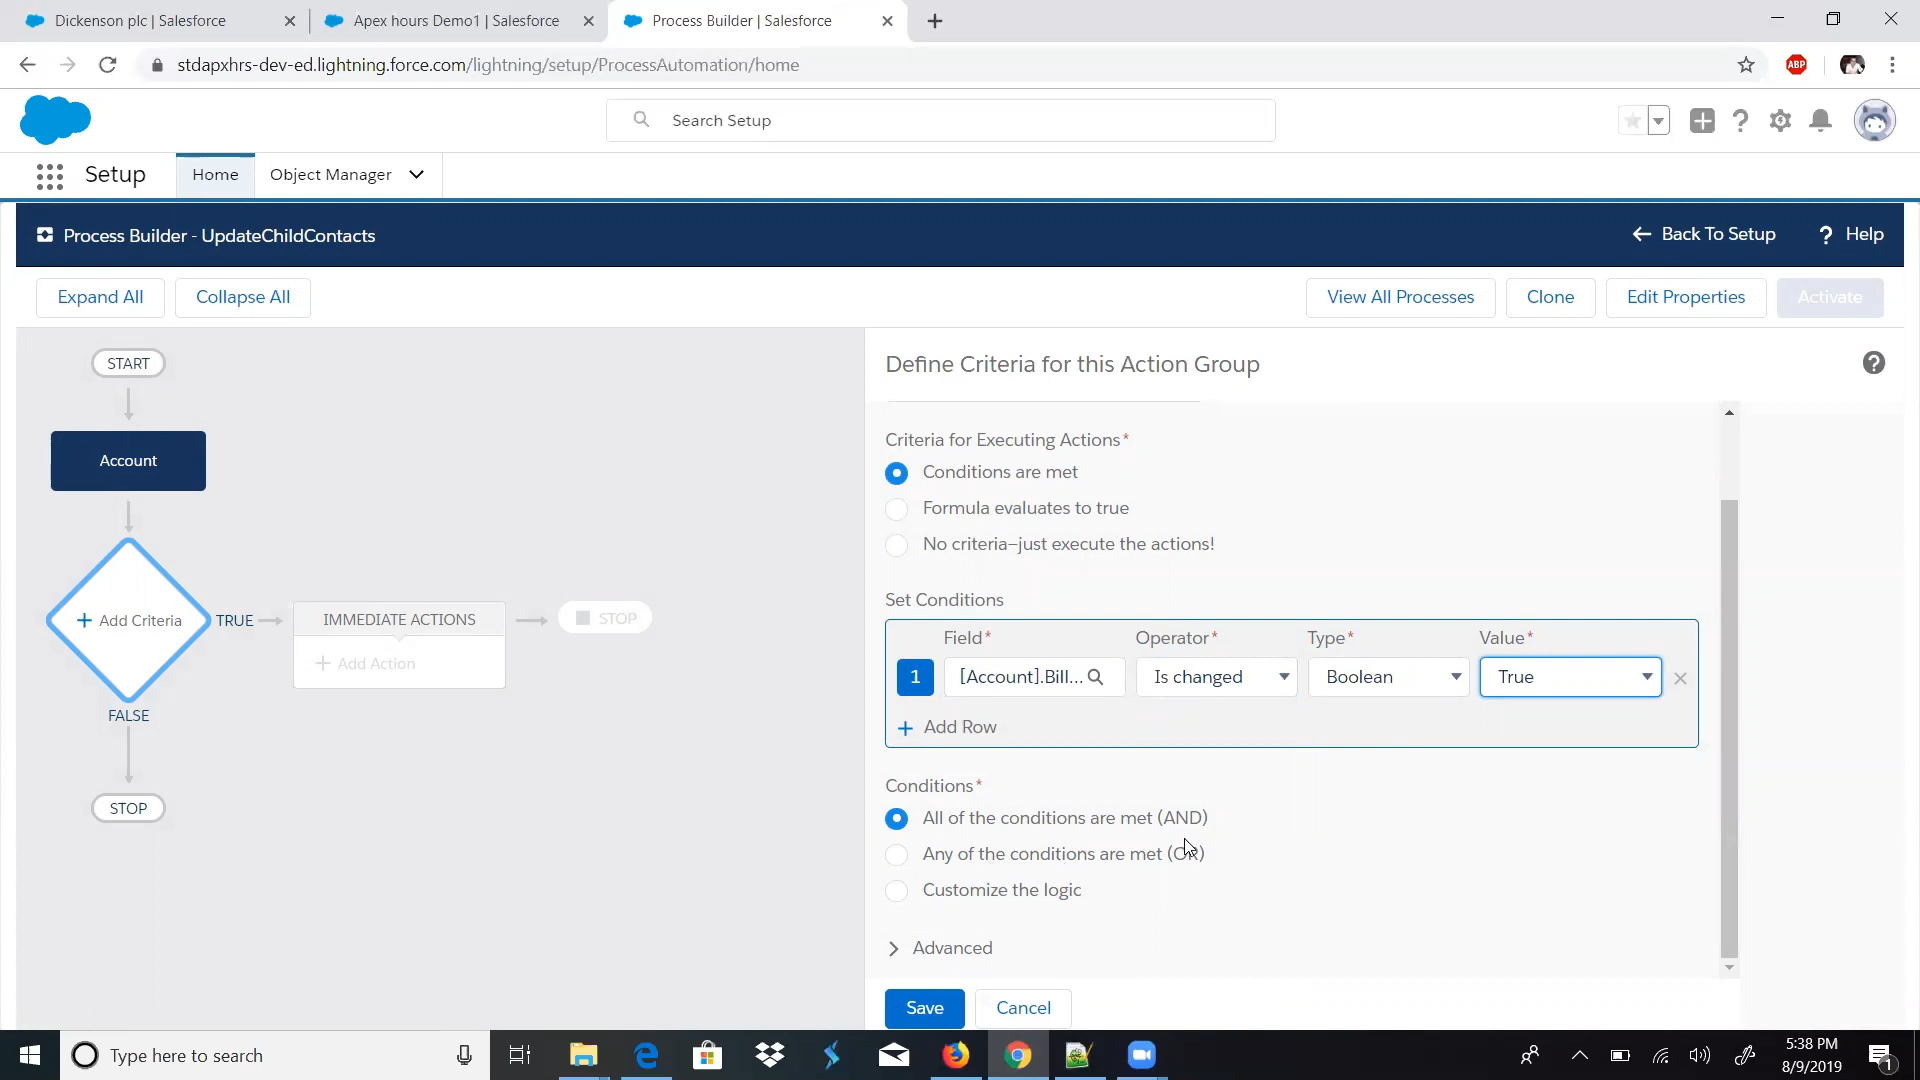 Dickenson plc | Salesforce
Apex hours Demo1 | Salesforce
Process Builder | Salesforce
stdapxhrs-dev-ed.lightning.force.com/lightning/setup/ProcessAutomation/home
ABP
Search Setup
Setup
Home
Object Manager
Process Builder - UpdateChildContacts
Back To Setup
? Help
Expand All
Collapse All
View All Processes
Clone
Edit Properties
Activate
START
Account
+ Add Criteria
TRUE
IMMEDIATE ACTIONS
+ Add Action
STOP
FALSE
STOP
Define Criteria for this Action Group
Criteria for Executing Actions*
Conditions are met
Formula evaluates to true
No criteria—just execute the actions!
Set Conditions
Field* Operator* Type* Value*
1 [Account].Bill... Is changed Boolean True
+ Add Row
Conditions*
All of the conditions are met (AND)
Any of the conditions are met (OR)
Customize the logic
Advanced
Save
Cancel
Type here to search
5:38 PM
8/9/2019
1